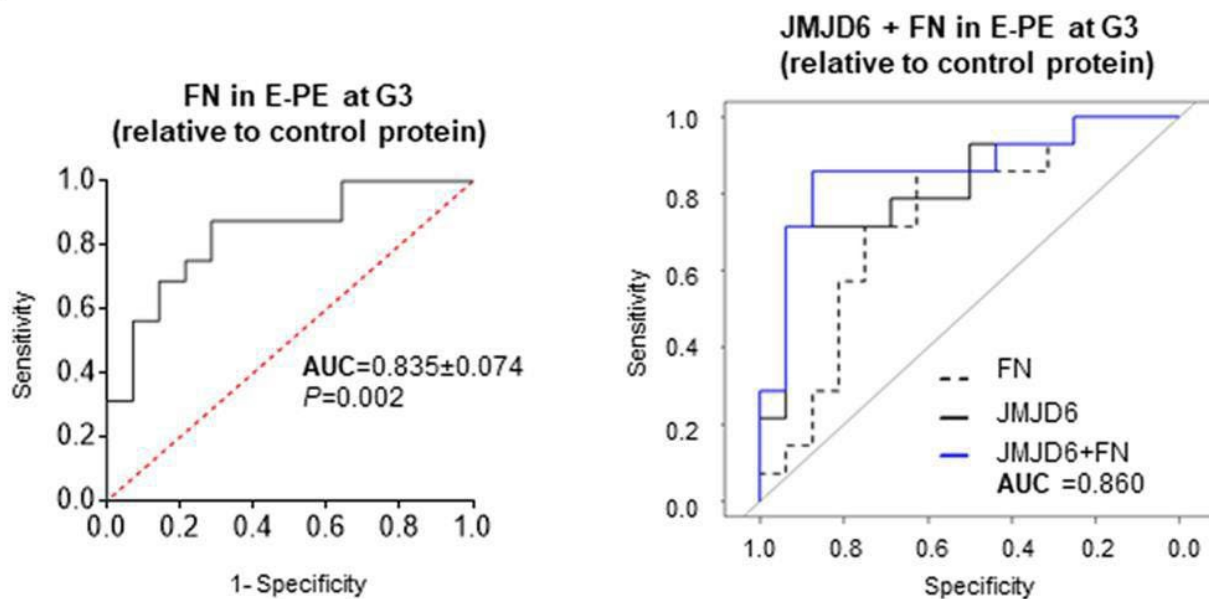 FN in E-PE at G3
(relative to control protein)
1.0
0.8
0.6
0.4
0.2
0.0
Sensitivity
AUC=0.835±0.074
P=0.002
0.0 0.2 0.4 0.6 0.8 1.0
1- Specificity
JMJD6 + FN in E-PE at G3
(relative to control protein)
1.0
0.8
0.6
0.4
0.2
0.0
Sensitivity
FN
JMJD6
JMJD6+FN
AUC =0.860
1.0 0.8 0.6 0.4 0.2 0.0
Specificity